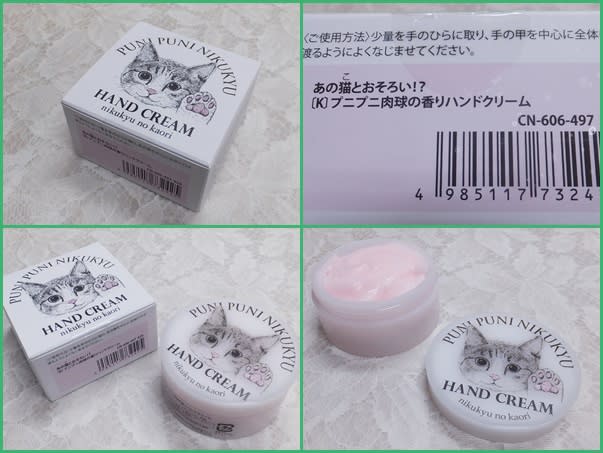 PUNI PUNI NIKUKYU
HAND CREAM
nikukyu no kaori
〈ご使用方法〉少量を手のひらに取り、手の甲を中心に全体
渡るようによくなじませてください。
あの猫とおそろい!?
こ
〔K〕プニプニ肉球の香りハンドクリーム
CN-606-497
4 985117 7324
PUNI PUNI NIKUKYU
HAND CREAM
nikukyu no kaori
PUNI PUNI NIKUKYU
HAND CREAM
nikukyu no kaori
PUNI PUNI NIKUKYU
HAND CREAM
nikukyu no kaori